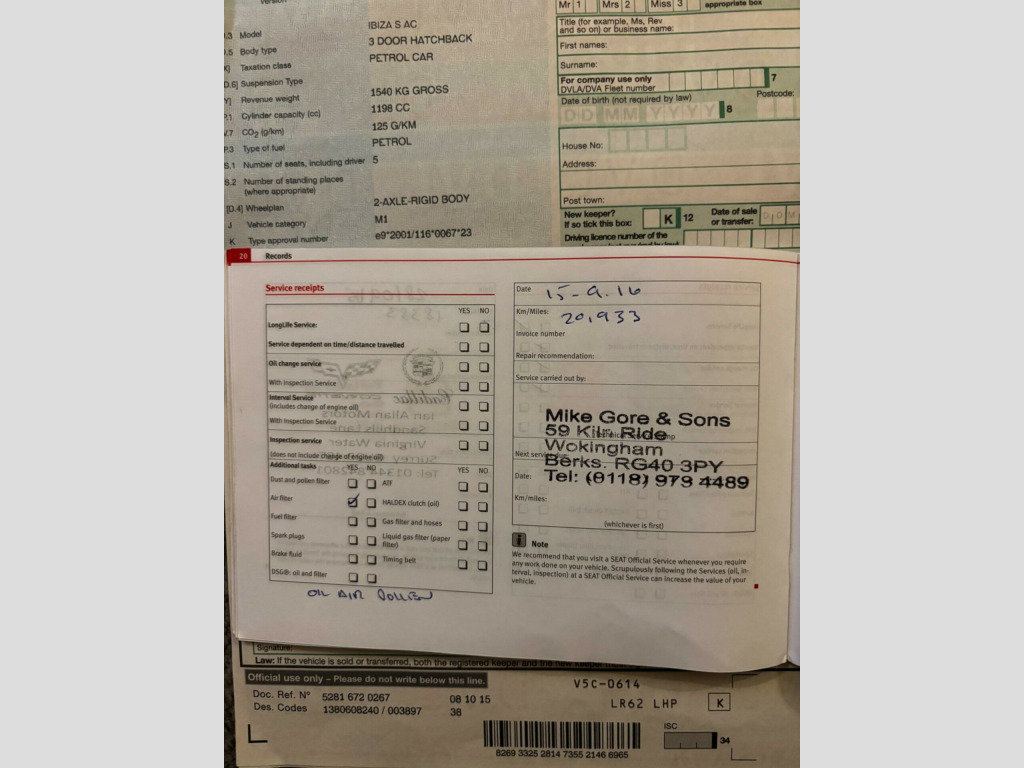 Version
Mr 1 Mrs 2 Miss 3 appropriate box
.3 Model IBIZA S AC
.5 Body type 3 DOOR HATCHBACK
X] Taxation class PETROL CAR
[D.6] Suspension Type
Y] Revenue weight 1540 KG GROSS
P.1 Cylinder capacity (cc) 1198 CC
V.7 CO2 (g/km) 125 G/KM
P.3 Type of fuel PETROL
S.1 Number of seats, including driver 5
S.2 Number of standing places
(where appropriate)
[D.4] Wheelplan 2-AXLE-RIGID BODY
J Vehicle category M1
K Type approval number e9*2001/116*0067*23
Title (for example, Ms, Rev
and so on) or business name:
First names:
Surname:
For company use only
DVLA/DVA Fleet number 7
Date of birth (not required by law) Postcode:
D D M M Y Y Y Y 8
House No:
Address:
Post town:
New keeper?
If so tick this box: K 12
Date of sale
or transfer: D D M
Driving licence number of the
20 Records
Service receipts
YES NO
LongLife Service:
Service dependent on time/distance travelled
Oil change service
With Inspection Service
Interval Service
(includes change of engine oil)
With Inspection Service
Inspection service
(does not include change of engine oil)
Additional tasks YES NO YES NO
Dust and pollen filter ATF
Air filter HALDEX clutch (oil)
Fuel filter Gas filter and hoses
Spark plugs Liquid gas filter (paper
filter)
Brake fluid Timing belt
DSG®: oil and filter
OIL AIR POLLEN
Date 15-9.16
Km/Miles: 20,933
Invoice number
Repair recommendation:
Service carried out by:
Mike Gore & Sons
59 Kiln Ride
Wokingham
Berks. RG40 3PY
Tel: (0118) 979 4489
Next service
Date:
Km/miles:
(whichever is first)
Note
We recommend that you visit a SEAT Official Service whenever you require
any work done on your vehicle. Scrupulously following the Services (oil, in-
terval, inspection) at a SEAT Official Service can increase the value of your
vehicle.
Signature:
Law: If the vehicle is sold or transferred, both the registered keeper and the new keeper
Official use only – Please do not write below this line.
Doc. Ref. Nº 5281 672 0267 08 10 15
Des. Codes 1380608240 / 003897 38
V5C-0614
LR62 LHP K
8269 3325 2814 7355 2146 6965
ISC 34